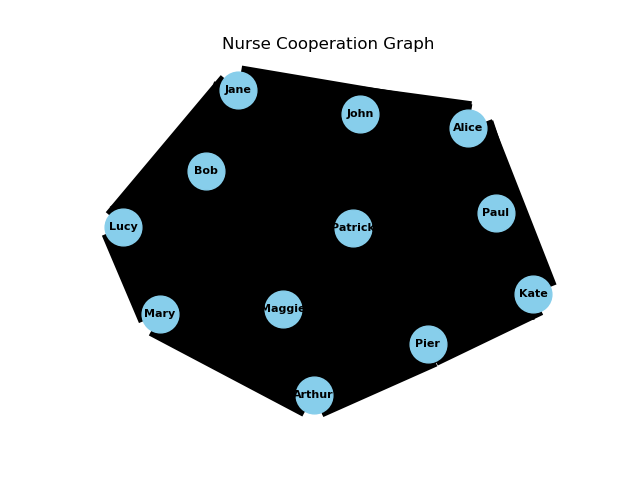 Nurse Cooperation Graph
Jane
John
Alice
Bob
Paul
Lucy
Patrick
Kate
Maggie
Mary
Pier
Arthur